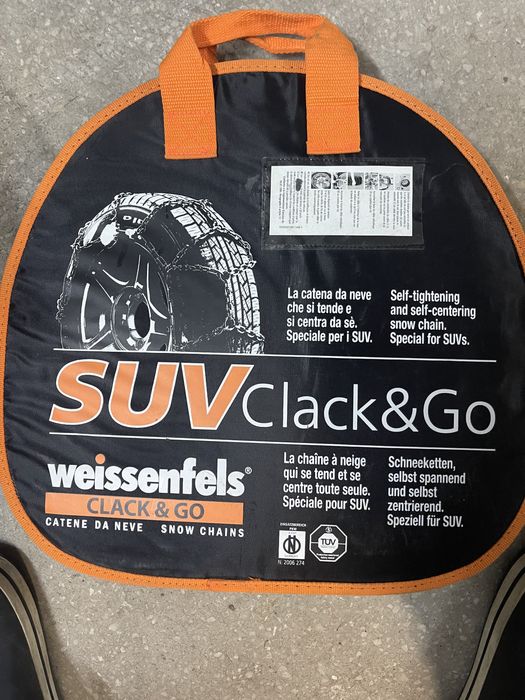 La catena da neve
che si tende e
si centra da sè.
Speciale per i SUV.
Self-tightening
and self-centering
snow chain.
Special for SUVs.
SUV Clack&Go
weissenfels®
CLACK & GO
CATENE DA NEVE SNOW CHAINS
La chaîne à neige
qui se tend et se
centre toute seule.
Spéciale pour SUV.
Schneeketten,
selbst spannend
und selbst
zentrierend.
Speziell für SUV.
EINSATZBEREICH
PKW
N. 2006 274
TÜV